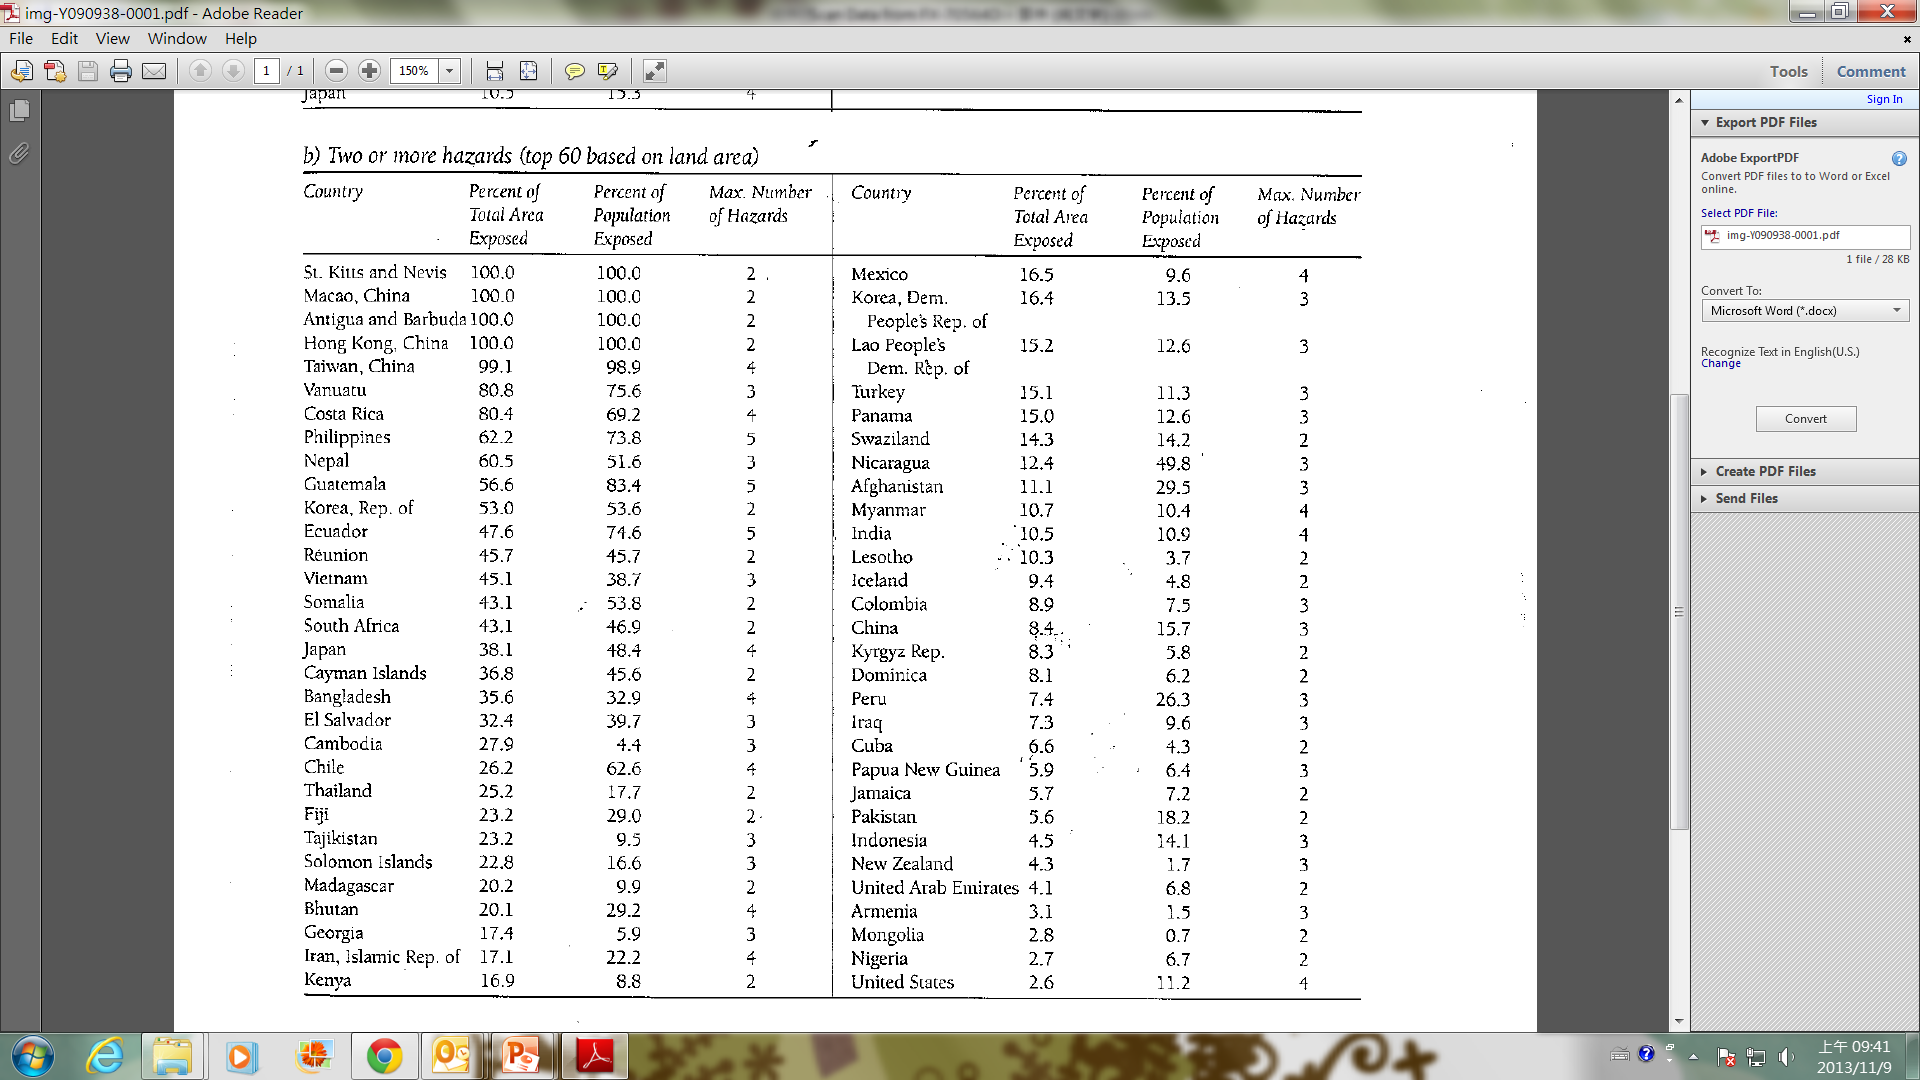 img-Y090938-0001.pdf - Adobe Reader
File Edit View Window Help
1 / 1 150% Tools Comment
Japan 10.5 15.3 4
b) Two or more hazards (top 60 based on land area)
Country Percent of Percent of Max. Number Country Percent of Percent of Max. Number
Total Area Population of Hazards Total Area Population of Hazards
Exposed Exposed Exposed Exposed
St. Kitts and Nevis 100.0 100.0 2 Mexico 16.5 9.6 4
Macao, China 100.0 100.0 2 Korea, Dem. 16.4 13.5 3
Antigua and Barbuda 100.0 100.0 2 People's Rep. of
Hong Kong, China 100.0 100.0 2 Lao People's 15.2 12.6 3
Taiwan, China 99.1 98.9 4 Dem. Rep. of
Vanuatu 80.8 75.6 3 Turkey 15.1 11.3 3
Costa Rica 80.4 69.2 4 Panama 15.0 12.6 3
Philippines 62.2 73.8 5 Swaziland 14.3 14.2 2
Nepal 60.5 51.6 3 Nicaragua 12.4 49.8 3
Guatemala 56.6 83.4 5 Afghanistan 11.1 29.5 3
Korea, Rep. of 53.0 53.6 2 Myanmar 10.7 10.4 4
Ecuador 47.6 74.6 5 India 10.5 10.9 4
Réunion 45.7 45.7 2 Lesotho 10.3 3.7 2
Vietnam 45.1 38.7 3 Iceland 9.4 4.8 2
Somalia 43.1 53.8 2 Colombia 8.9 7.5 3
South Africa 43.1 46.9 2 China 8.4 15.7 3
Japan 38.1 48.4 4 Kyrgyz Rep. 8.3 5.8 2
Cayman Islands 36.8 45.6 2 Dominica 8.1 6.2 2
Bangladesh 35.6 32.9 4 Peru 7.4 26.3 3
El Salvador 32.4 39.7 3 Iraq 7.3 9.6 3
Cambodia 27.9 4.4 3 Cuba 6.6 4.3 2
Chile 26.2 62.6 4 Papua New Guinea 5.9 6.4 3
Thailand 25.2 17.7 2 Jamaica 5.7 7.2 2
Fiji 23.2 29.0 2 Pakistan 5.6 18.2 2
Tajikistan 23.2 9.5 3 Indonesia 4.5 14.1 3
Solomon Islands 22.8 16.6 3 New Zealand 4.3 1.7 3
Madagascar 20.2 9.9 2 United Arab Emirates 4.1 6.8 2
Bhutan 20.1 29.2 4 Armenia 3.1 1.5 3
Georgia 17.4 5.9 3 Mongolia 2.8 0.7 2
Iran, Islamic Rep. of 17.1 22.2 4 Nigeria 2.7 6.7 2
Kenya 16.9 8.8 2 United States 2.6 11.2 4
Sign In
Export PDF Files
Adobe ExportPDF
Convert PDF files to to Word or Excel
online.
Select PDF File:
img-Y090938-0001.pdf
1 file / 28 KB
Convert To:
Microsoft Word (*.docx)
Recognize Text in English(U.S.)
Change
Convert
Create PDF Files
Send Files
上午 09:41
2013/11/9